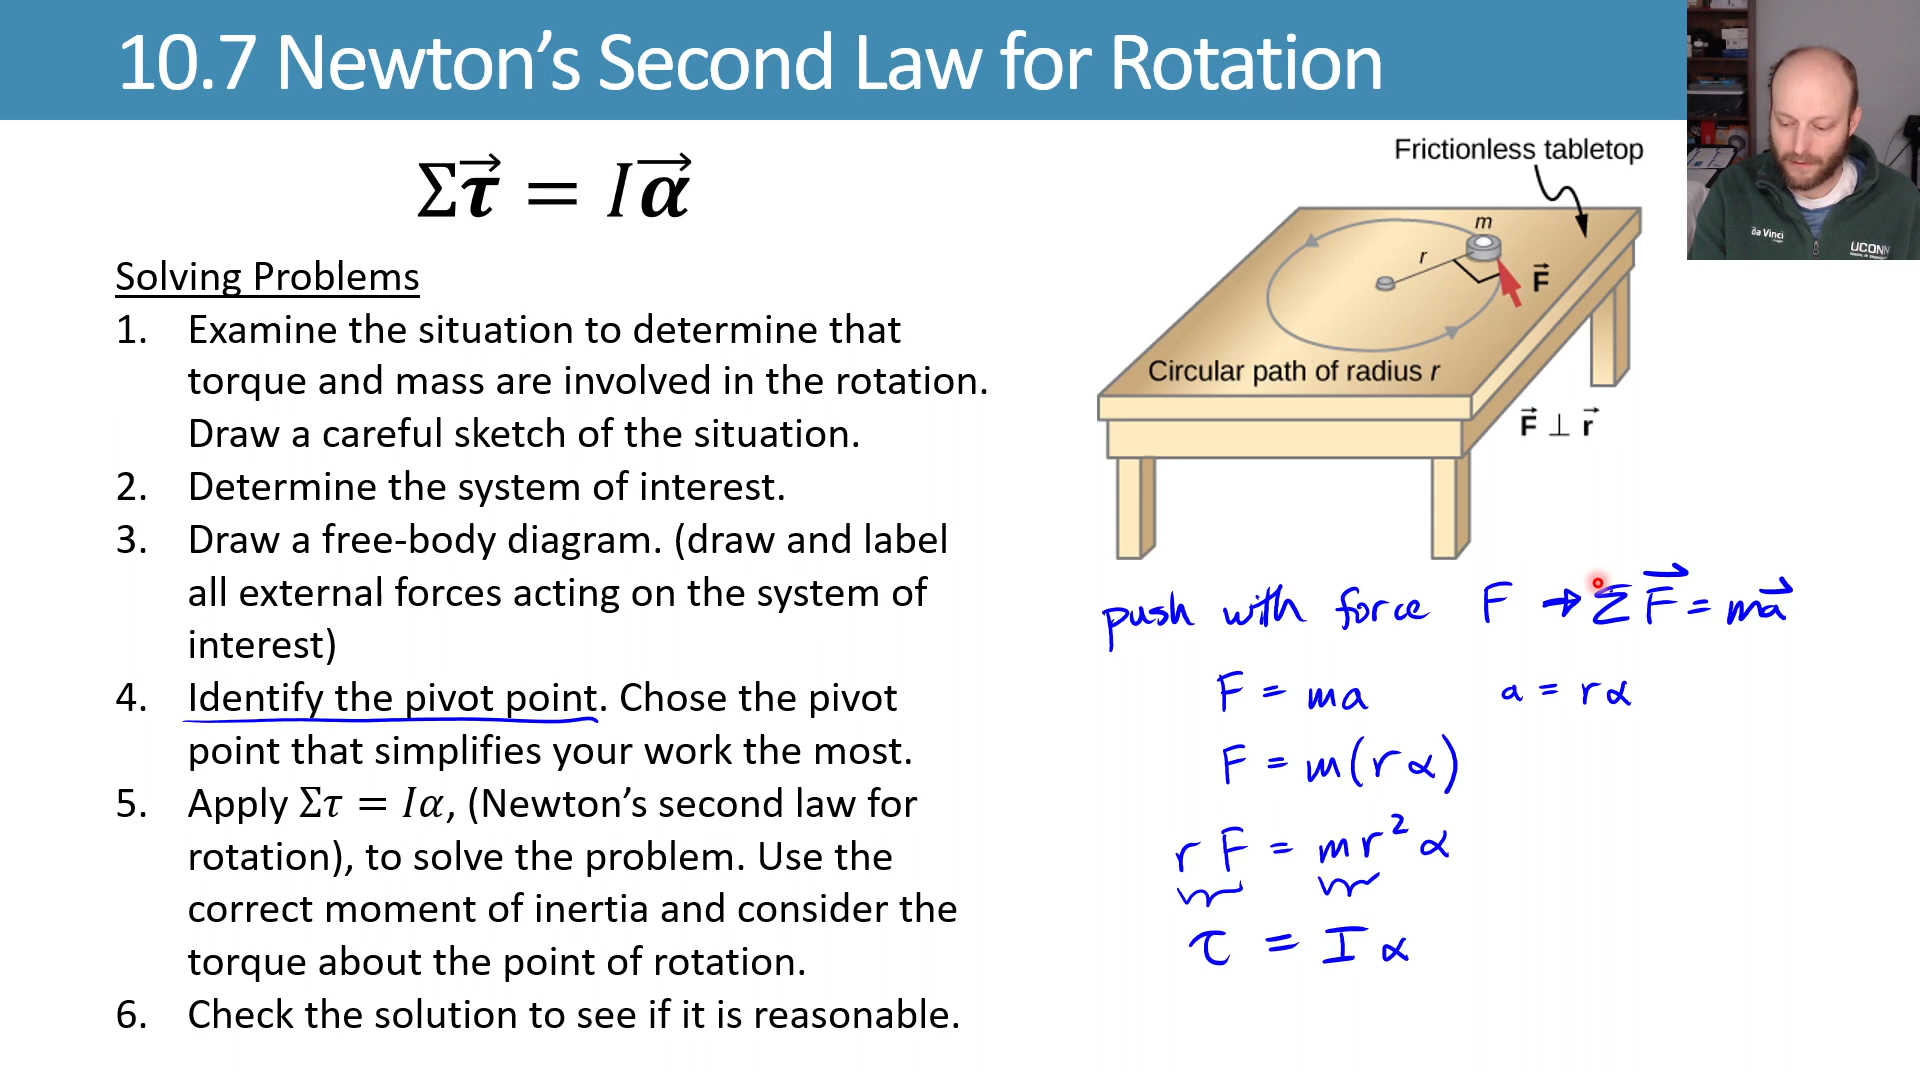 10.7 Newton's Second Law for Rotation
Στ⃗ = Iα⃗
Solving Problems
1. Examine the situation to determine that
torque and mass are involved in the rotation.
Draw a careful sketch of the situation.
2. Determine the system of interest.
3. Draw a free-body diagram. (draw and label
all external forces acting on the system of
interest)
4. Identify the pivot point. Chose the pivot
point that simplifies your work the most.
5. Apply Στ = Iα, (Newton's second law for
rotation), to solve the problem. Use the
correct moment of inertia and consider the
torque about the point of rotation.
6. Check the solution to see if it is reasonable.
Frictionless tabletop
m
r
F⃗
Circular path of radius r
F⃗ ⊥ r⃗
push with force F → ΣF⃗ = ma⃗
F = ma a = rα
F = m(rα)
rF = mr²α
τ = Iα
da Vinci
UCONN